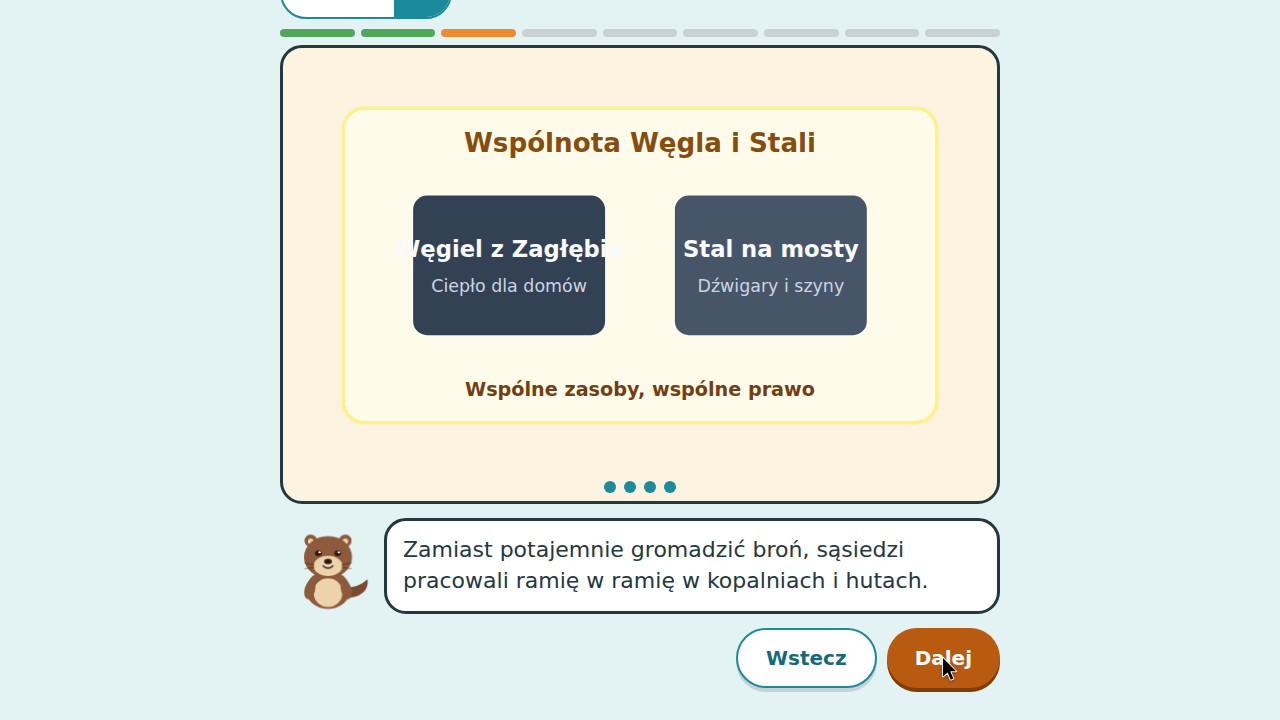 Wspólnota Węgla i Stali
Węgiel z Zagłębia
Ciepło dla domów
Stal na mosty
Dźwigary i szyny
Wspólne zasoby, wspólne prawo
Zamiast potajemnie gromadzić broń, sąsiedzi
pracowali ramię w ramię w kopalniach i hutach.
Wstecz
Dalej